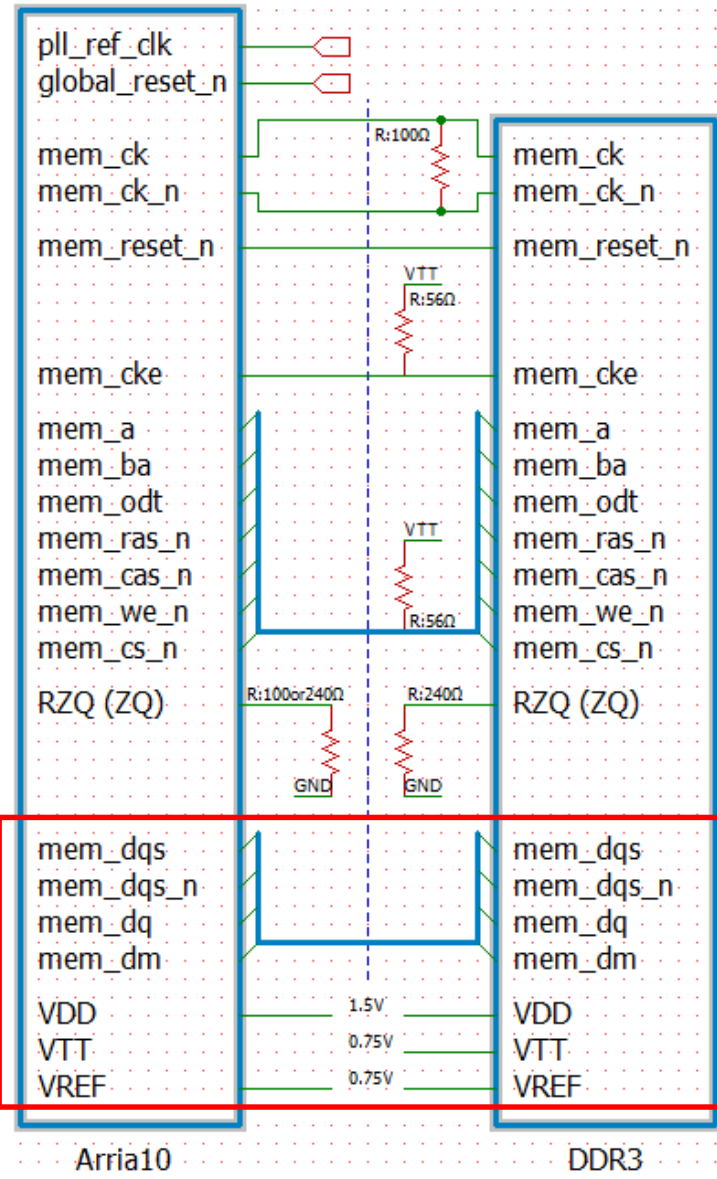 pll_ref_clk
global_reset_n
R:100Ω
mem_ck mem_ck
mem_ck_n mem_ck_n
mem_reset_n mem_reset_n
VTT
R:56Ω
mem_cke mem_cke
mem_a mem_a
mem_ba mem_ba
mem_odt mem_odt
VTT
mem_ras_n mem_ras_n
mem_cas_n mem_cas_n
mem_we_n R:56Ω mem_we_n
mem_cs_n mem_cs_n
RZQ (ZQ) R:100or240Ω R:240Ω RZQ (ZQ)
GND GND
mem_dqs mem_dqs
mem_dqs_n mem_dqs_n
mem_dq mem_dq
mem_dm mem_dm
VDD 1.5V VDD
VTT 0.75V VTT
VREF 0.75V VREF
Arria10 DDR3